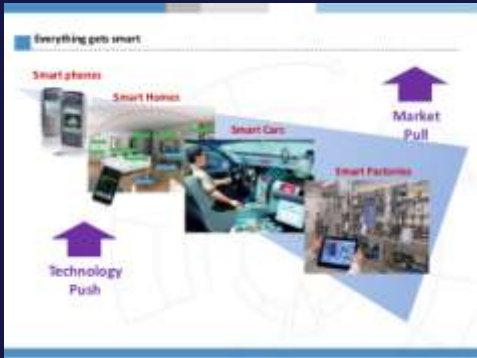 Everything gets smart
Smart phones
Smart Homes
Smart Cars
Smart Factories
Market
Pull
Technology
Push